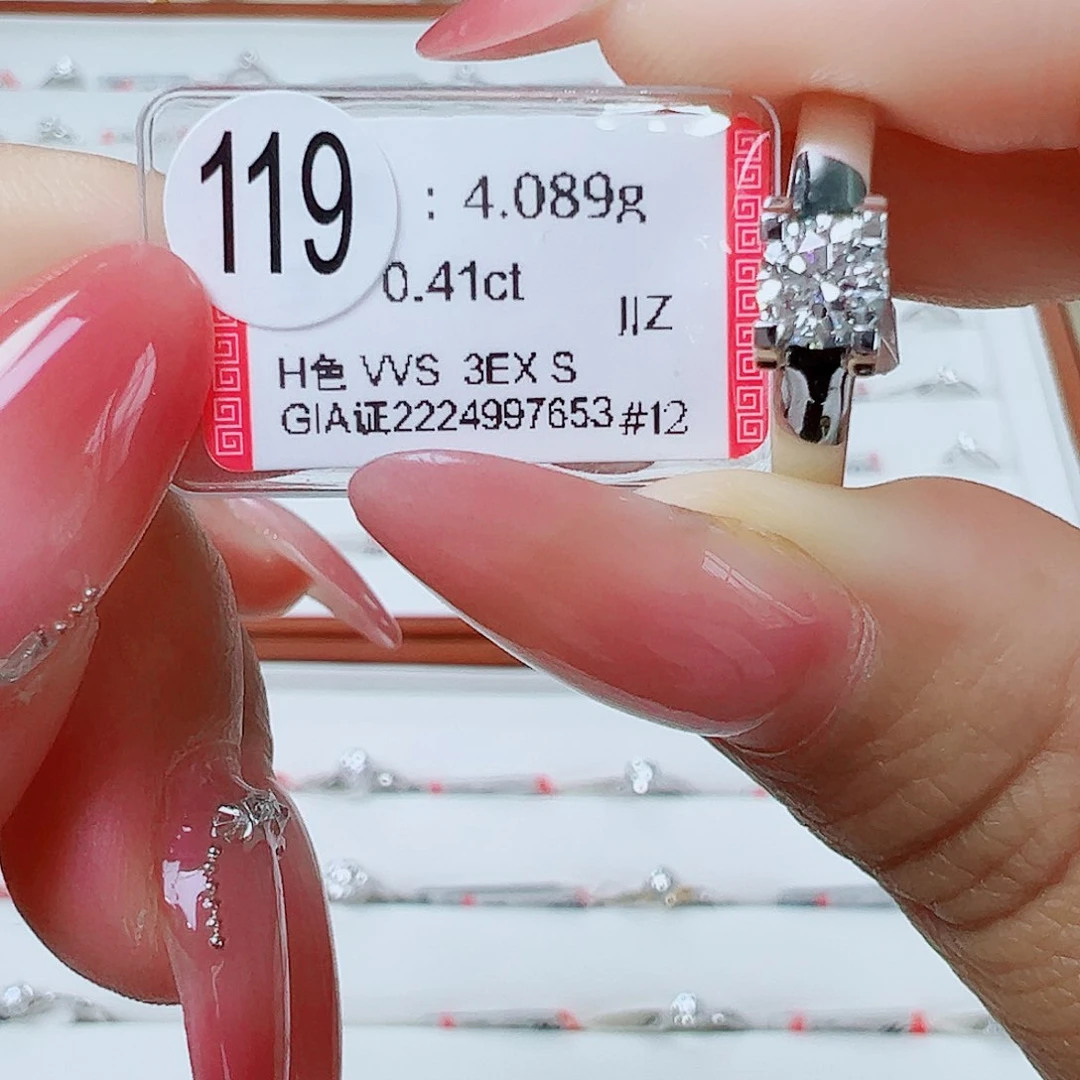 119
: 4.089g
0.41ct
JJZ
H色 VVS 3EX S
GIA证2224997653 #12